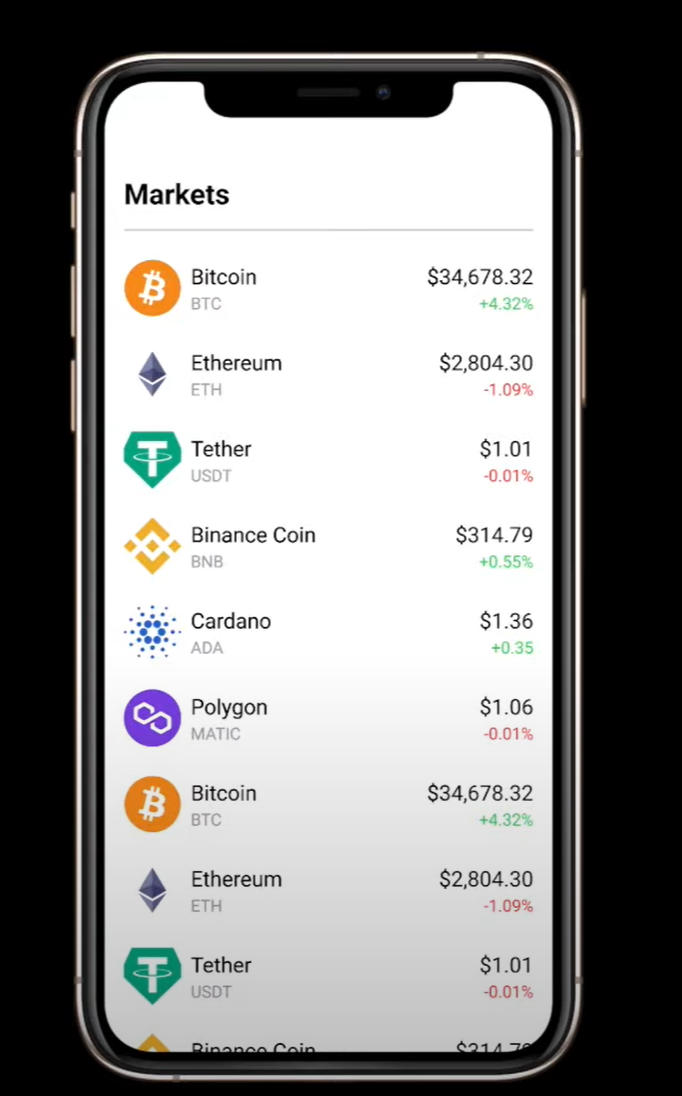 Markets
Bitcoin $34,678.32
BTC +4.32%
Ethereum $2,804.30
ETH -1.09%
Tether $1.01
USDT -0.01%
Binance Coin $314.79
BNB +0.55%
Cardano $1.36
ADA +0.35
Polygon $1.06
MATIC -0.01%
Bitcoin $34,678.32
BTC +4.32%
Ethereum $2,804.30
ETH -1.09%
Tether $1.01
USDT -0.01%
Binance Coin $314.79